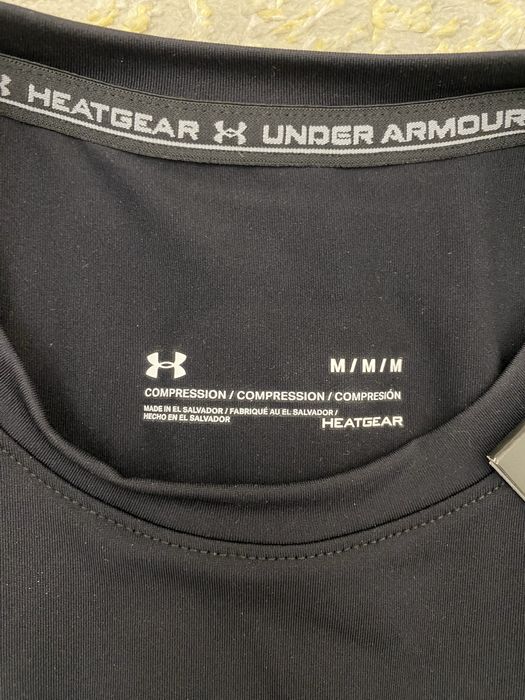 HEATGEAR UNDER ARMOUR
M/M/M
COMPRESSION / COMPRESSION / COMPRESIÓN
MADE IN EL SALVADOR / FABRIQUÉ AU EL SALVADOR /
HECHO EN EL SALVADOR
HEATGEAR